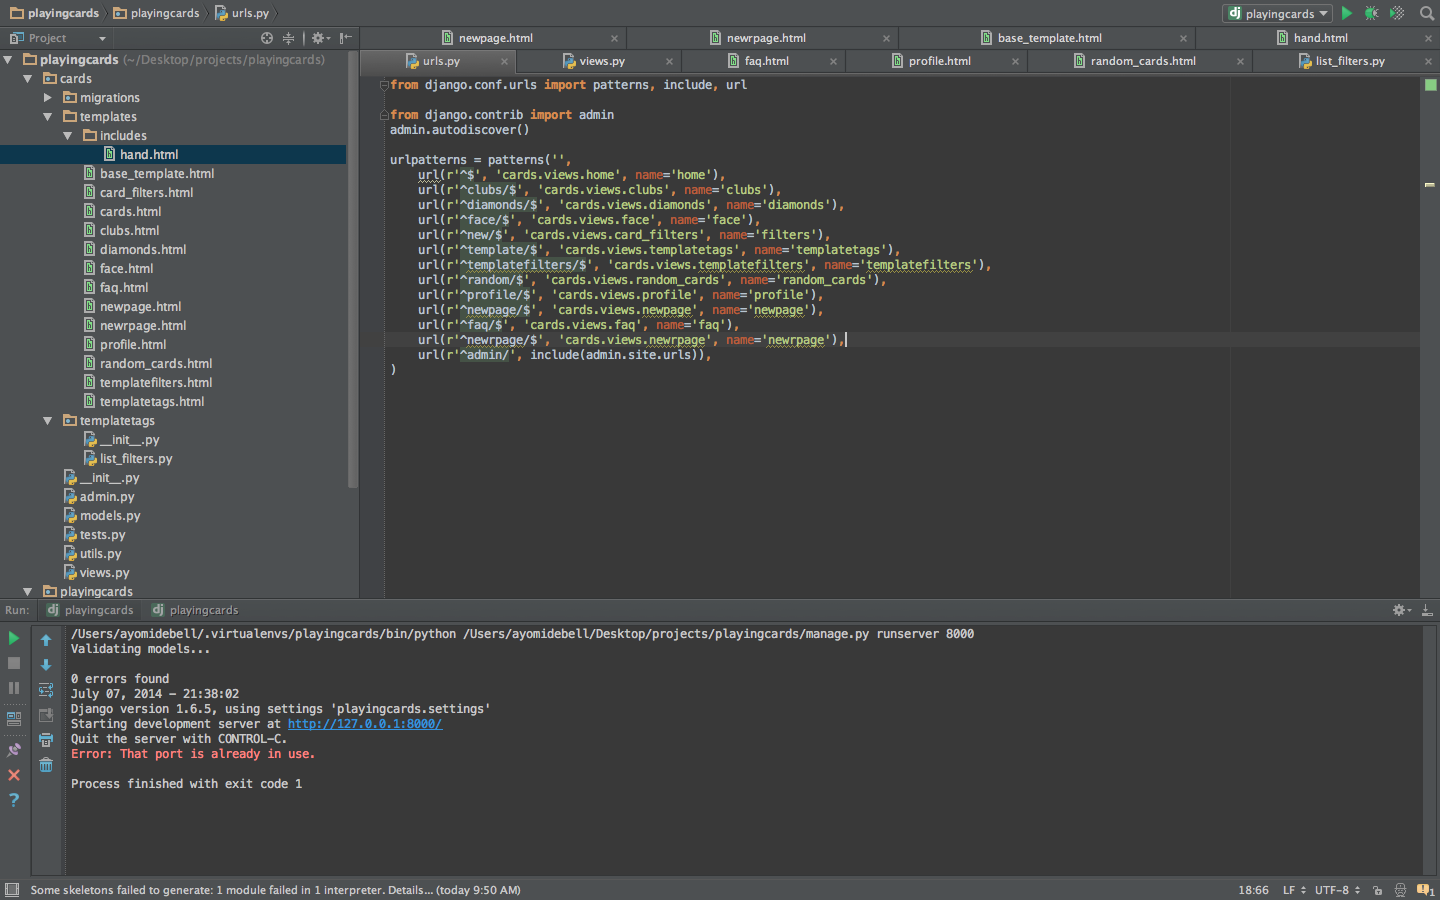 playingcards playingcards urls.py playingcards
Project newpage.html newrpage.html base_template.html hand.html
urls.py views.py faq.html profile.html random_cards.html list_filters.py
playingcards (~/Desktop/projects/playingcards)
cards
migrations
templates
includes
hand.html
base_template.html
card_filters.html
cards.html
clubs.html
diamonds.html
face.html
faq.html
newpage.html
newrpage.html
profile.html
random_cards.html
templatefilters.html
templatetags.html
templatetags
__init__.py
list_filters.py
__init__.py
admin.py
models.py
tests.py
utils.py
views.py
playingcards
from django.conf.urls import patterns, include, url
from django.contrib import admin
admin.autodiscover()
urlpatterns = patterns('',
url(r'^$', 'cards.views.home', name='home'),
url(r'^clubs/$', 'cards.views.clubs', name='clubs'),
url(r'^diamonds/$', 'cards.views.diamonds', name='diamonds'),
url(r'^face/$', 'cards.views.face', name='face'),
url(r'^new/$', 'cards.views.card_filters', name='filters'),
url(r'^template/$', 'cards.views.templatetags', name='templatetags'),
url(r'^templatefilters/$', 'cards.views.templatefilters', name='templatefilters'),
url(r'^random/$', 'cards.views.random_cards', name='random_cards'),
url(r'^profile/$', 'cards.views.profile', name='profile'),
url(r'^newpage/$', 'cards.views.newpage', name='newpage'),
url(r'^faq/$', 'cards.views.faq', name='faq'),
url(r'^newrpage/$', 'cards.views.newrpage', name='newrpage'),
url(r'^admin/', include(admin.site.urls)),
)
Run: dj playingcards dj playingcards
/Users/ayomidebell/.virtualenvs/playingcards/bin/python /Users/ayomidebell/Desktop/projects/playingcards/manage.py runserver 8000
Validating models...
0 errors found
July 07, 2014 - 21:38:02
Django version 1.6.5, using settings 'playingcards.settings'
Starting development server at http://127.0.0.1:8000/
Quit the server with CONTROL-C.
Error: That port is already in use.
Process finished with exit code 1
Some skeletons failed to generate: 1 module failed in 1 interpreter. Details... (today 9:50 AM) 18:66 LF UTF-8 1